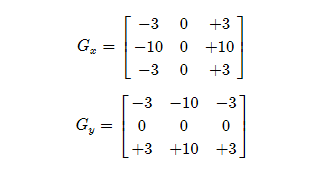 G_x = [ −3 0 +3
−10 0 +10
−3 0 +3 ]
G_y = [ −3 −10 −3
0 0 0
+3 +10 +3 ]